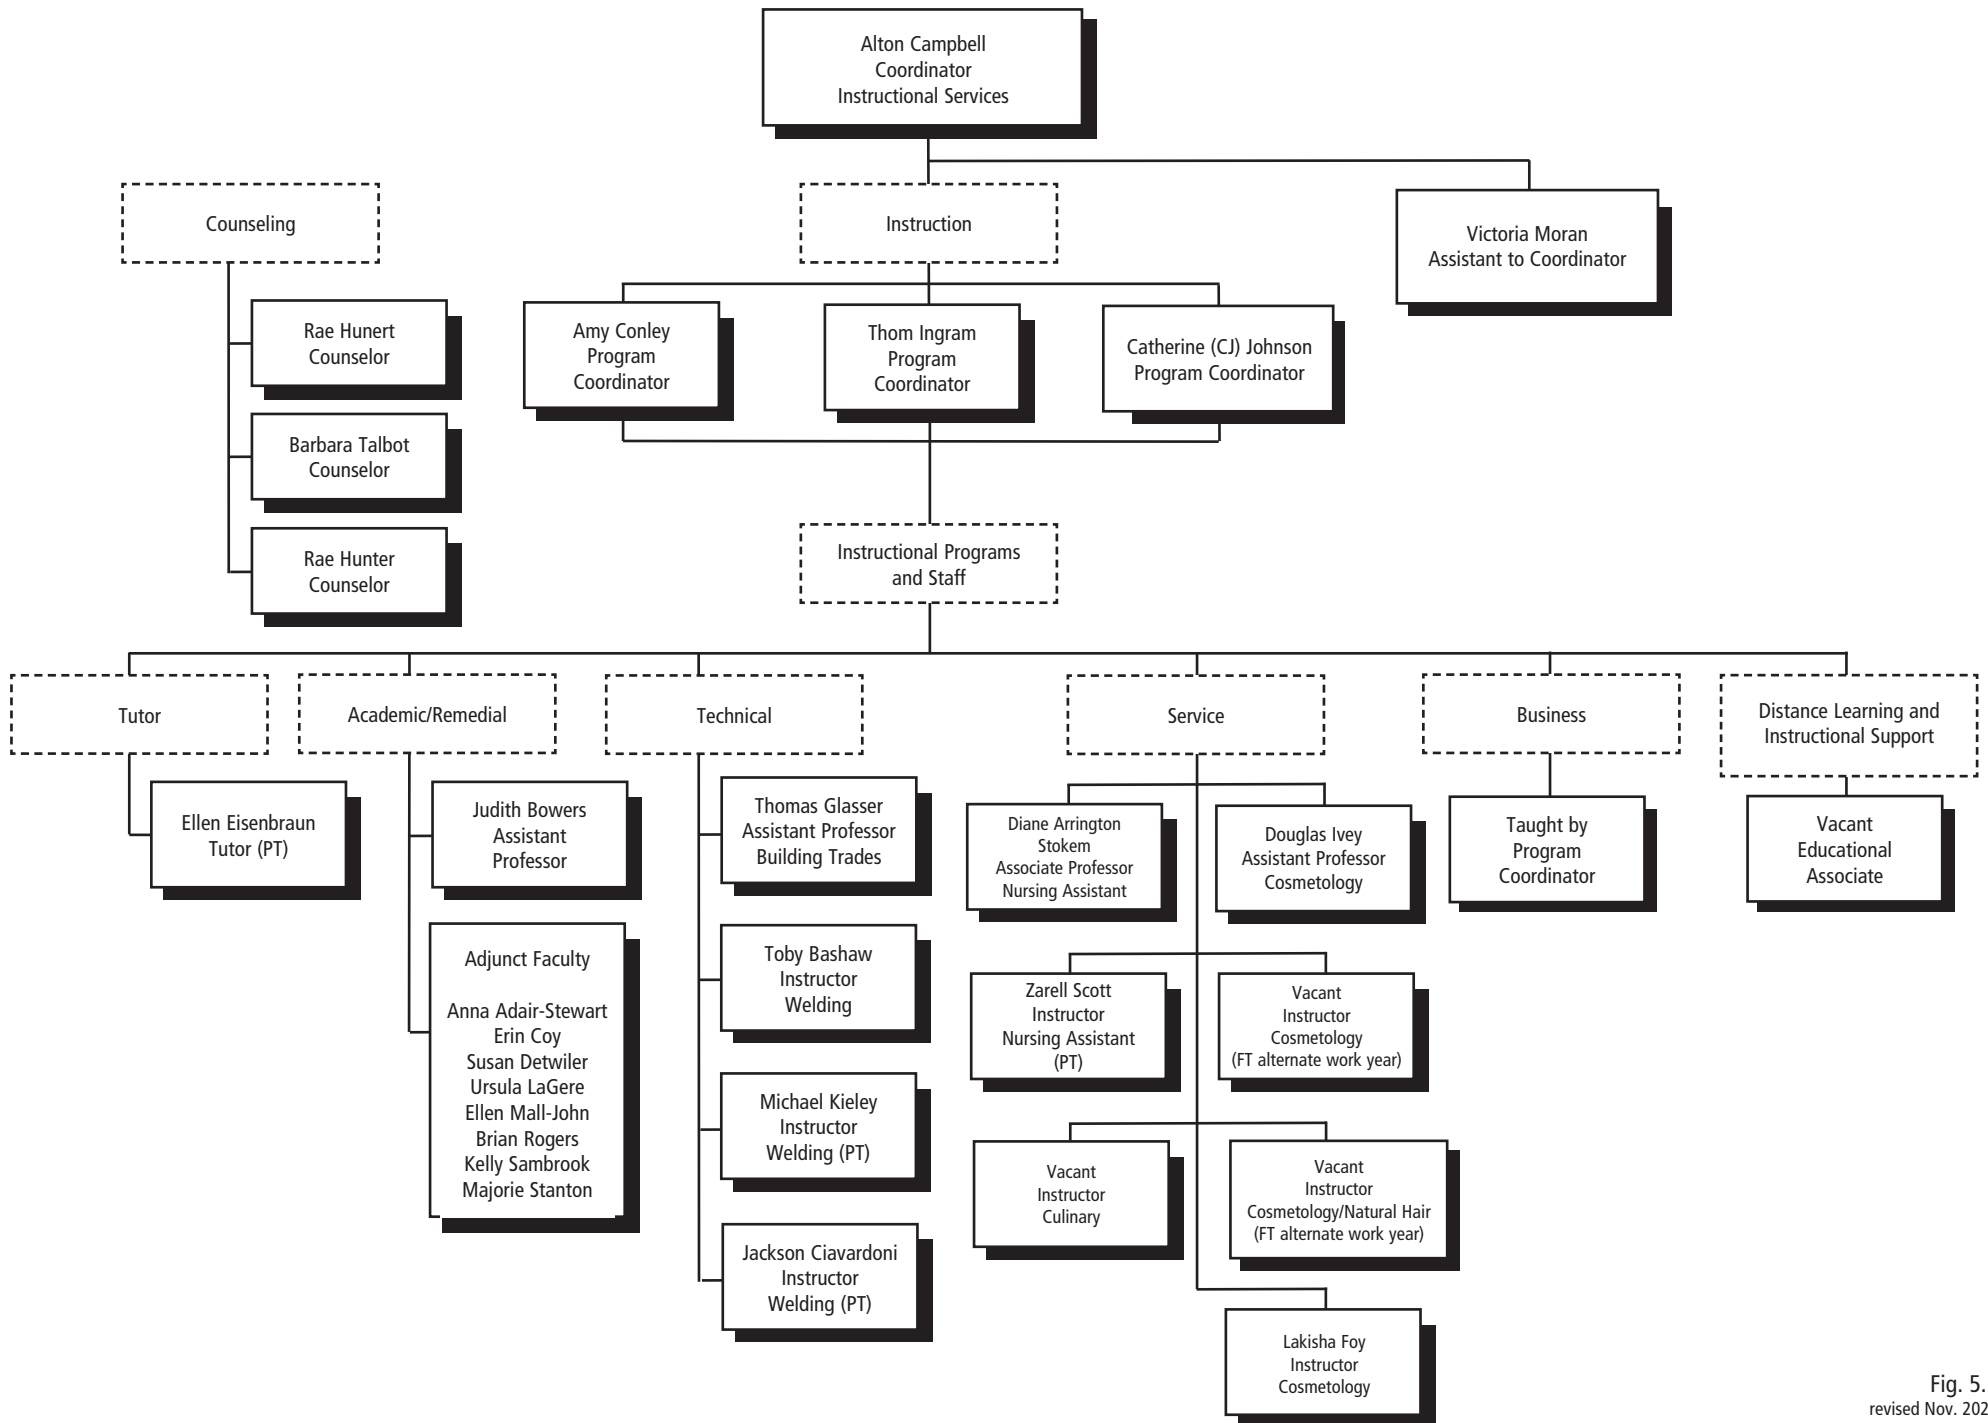 Alton Campbell
Coordinator
Instructional Services
Counseling
Instruction
Victoria Moran
Assistant to Coordinator
Rae Hunert
Counselor
Amy Conley
Program
Coordinator
Thom Ingram
Program
Coordinator
Catherine (CJ) Johnson
Program Coordinator
Barbara Talbot
Counselor
Rae Hunter
Counselor
Instructional Programs
and Staff
Tutor
Academic/Remedial
Technical
Service
Business
Distance Learning and
Instructional Support
Ellen Eisenbraun
Tutor (PT)
Judith Bowers
Assistant
Professor
Thomas Glasser
Assistant Professor
Building Trades
Diane Arrington
Stokem
Associate Professor
Nursing Assistant
Douglas Ivey
Assistant Professor
Cosmetology
Taught by
Program
Coordinator
Vacant
Educational
Associate
Adjunct Faculty
Anna Adair-Stewart
Erin Coy
Susan Detwiler
Ursula LaGere
Ellen Mall-John
Brian Rogers
Kelly Sambrook
Majorie Stanton
Toby Bashaw
Instructor
Welding
Zarell Scott
Instructor
Nursing Assistant
(PT)
Vacant
Instructor
Cosmetology
(FT alternate work year)
Michael Kieley
Instructor
Welding (PT)
Vacant
Instructor
Culinary
Vacant
Instructor
Cosmetology/Natural Hair
(FT alternate work year)
Jackson Ciavardoni
Instructor
Welding (PT)
Lakisha Foy
Instructor
Cosmetology
Fig. 5.
revised Nov. 202